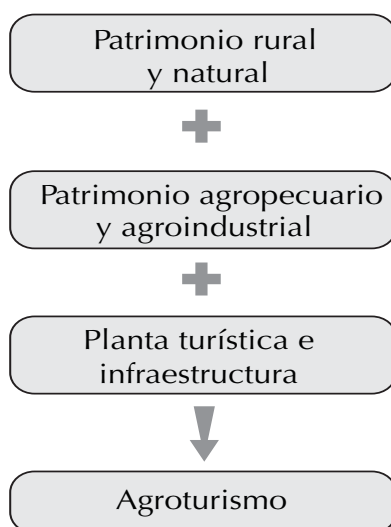 Patrimonio rural
y natural
+
Patrimonio agropecuario
y agroindustrial
+
Planta turística e
infraestructura
Agroturismo